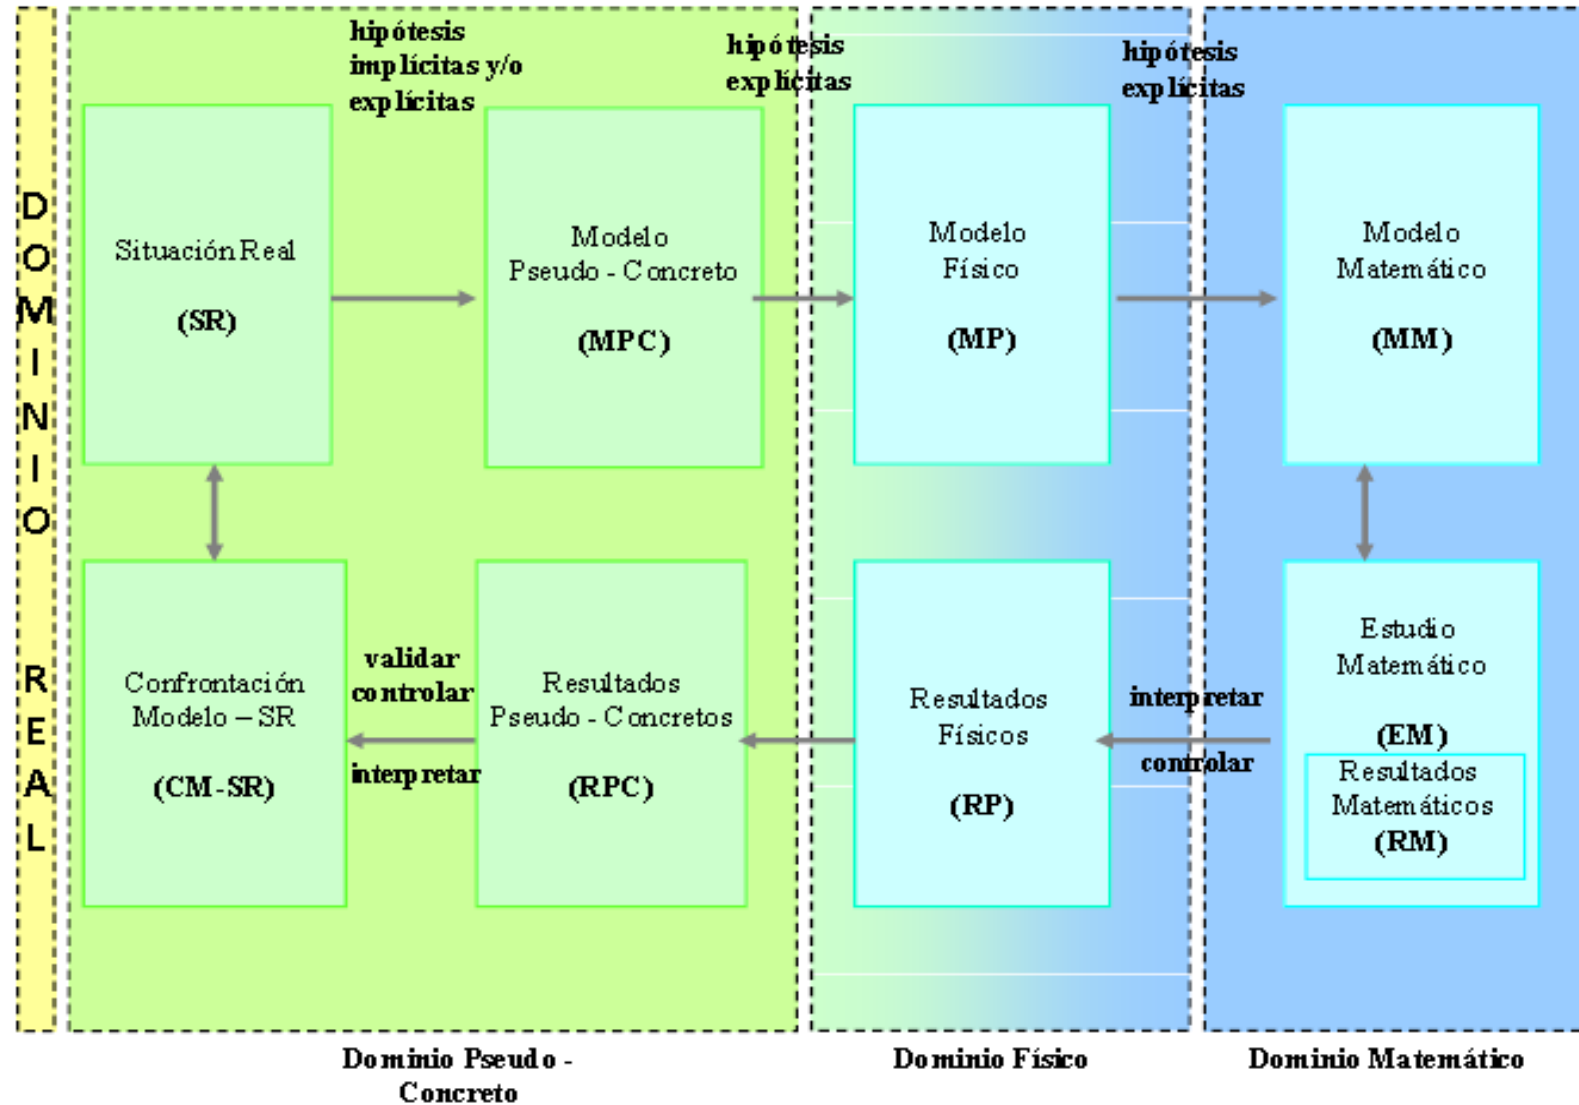 DOMINIO REAL
hipótesis
implícitas y/o
explícitas
hipótesis
explícitas
hipótesis
explícitas
Situación Real
(SR)
Modelo
Pseudo - Concreto
(MPC)
Modelo
Físico
(MP)
Modelo
Matemático
(MM)
Confrontación
Modelo – SR
(CM-SR)
validar
controlar
interpretar
Resultados
Pseudo - Concretos
(RPC)
Resultados
Físicos
(RP)
interpretar
controlar
Estudio
Matemático
(EM)
Resultados
Matemáticos
(RM)
Dominio Pseudo -
Concreto
Dominio Físico
Dominio Matemático